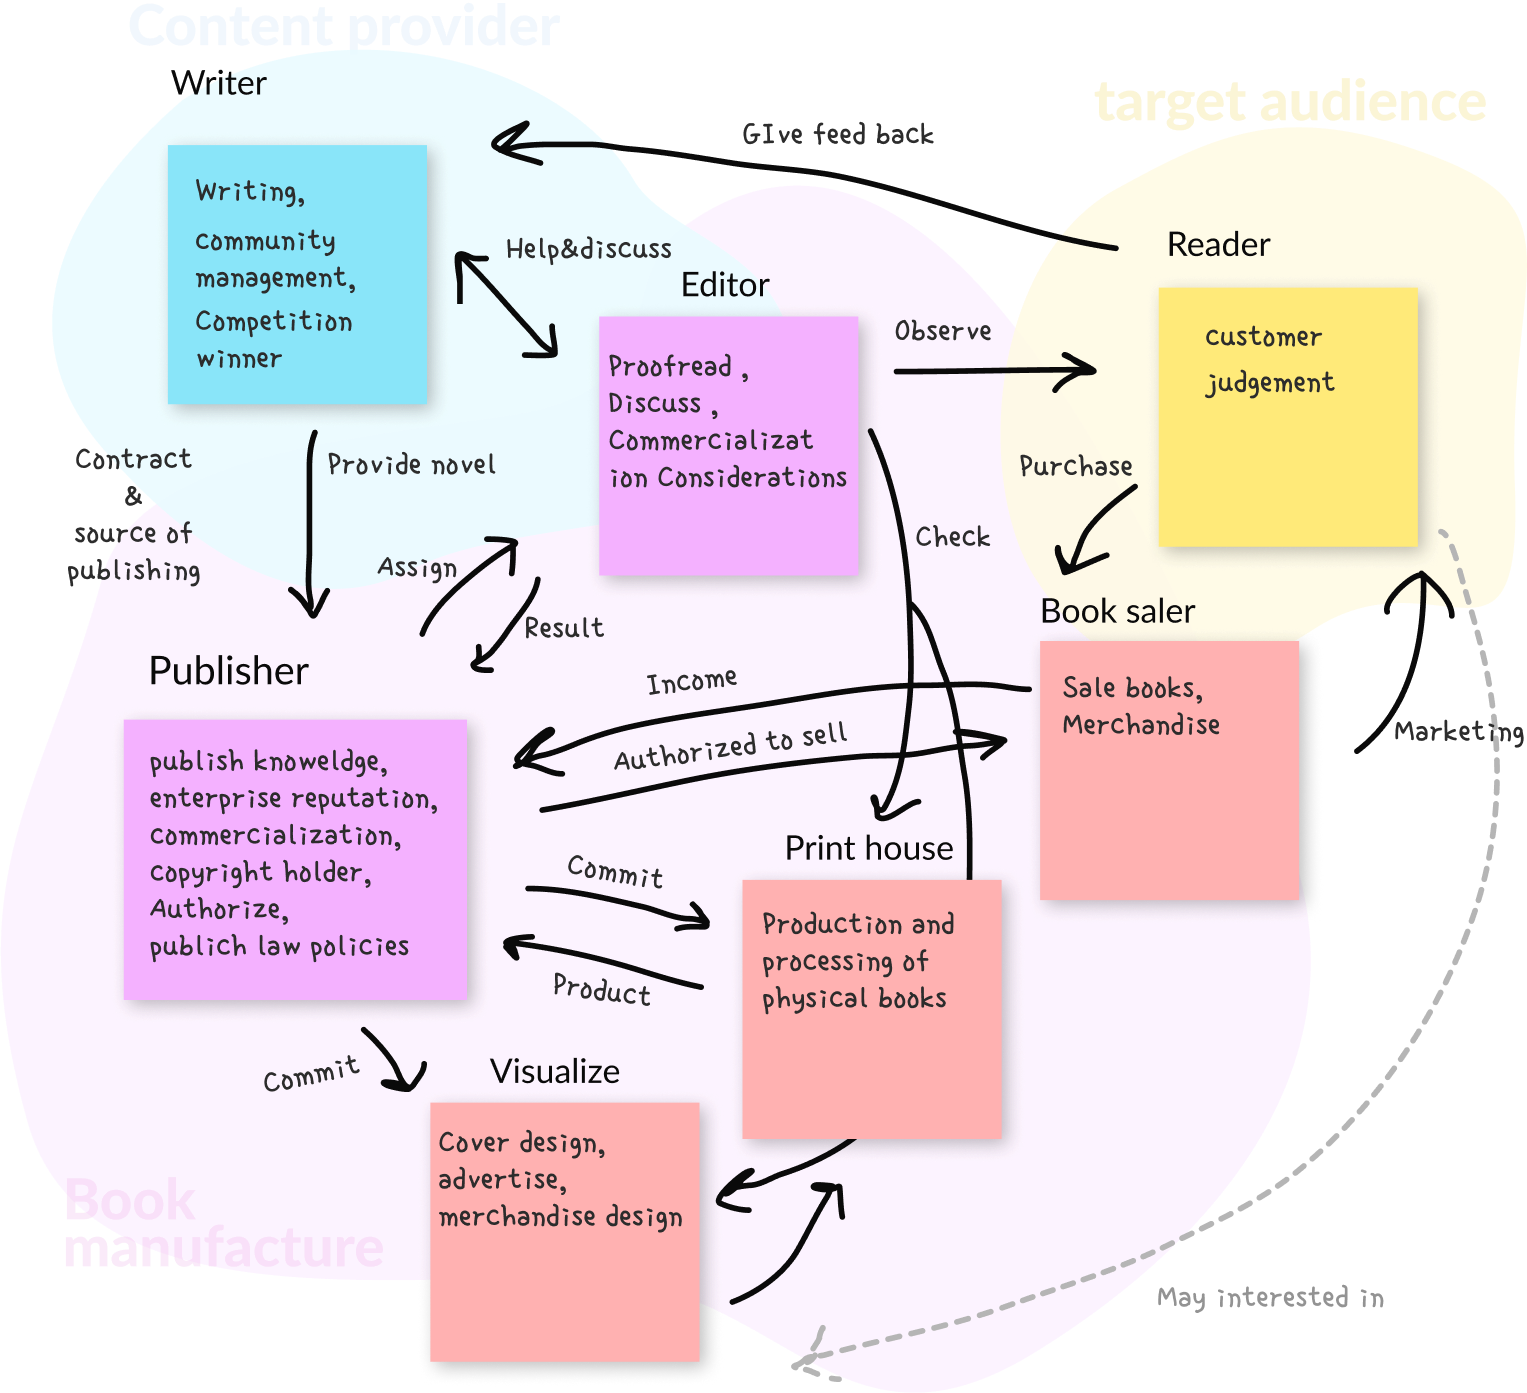 Content provider
Writer
Writing,
community
management,
Competition
winner
target audience
GIve feed back
Help&discuss
Editor
Proofread ,
Discuss ,
Commercializat
ion Considerations
Observe
Reader
customer
judgement
Contract
&
source of
publishing
Provide novel
Assign
Result
Check
Purchase
Book saler
Sale books,
Merchandise
Marketing
Publisher
publish knoweldge,
enterprise reputation,
commercialization,
copyright holder,
Authorize,
publich law policies
Income
Authorized to sell
Commit
Product
Print house
Production and
processing of
physical books
Commit
Visualize
Cover design,
advertise,
merchandise design
Book
manufacture
May interested in